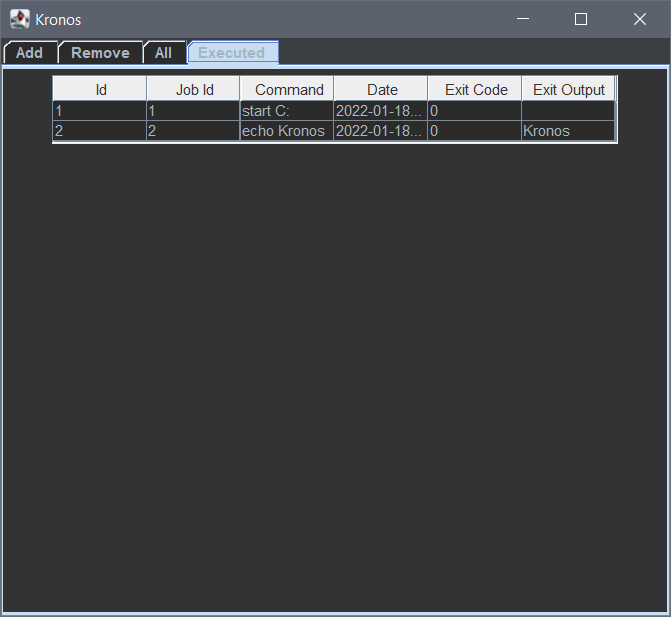 Kronos
Add Remove All Executed
Id Job Id Command Date Exit Code Exit Output
1 1 start C: 2022-01-18... 0
2 2 echo Kronos 2022-01-18... 0 Kronos